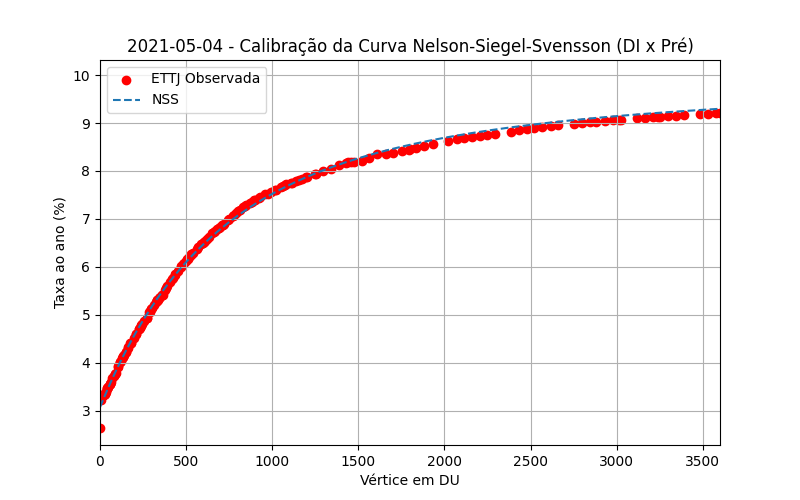 2021-05-04 - Calibração da Curva Nelson-Siegel-Svensson (DI x Pré)
ETTJ Observada
NSS
Taxa ao ano (%)
10
9
8
7
6
5
4
3
0 500 1000 1500 2000 2500 3000 3500
Vértice em DU